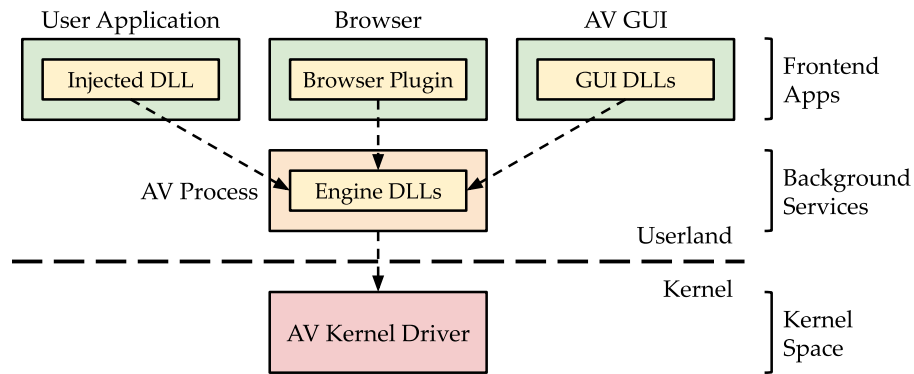 User Application
Browser
AV GUI
Injected DLL
Browser Plugin
GUI DLLs
Frontend
Apps
AV Process
Engine DLLs
Background
Services
Userland
Kernel
AV Kernel Driver
Kernel
Space